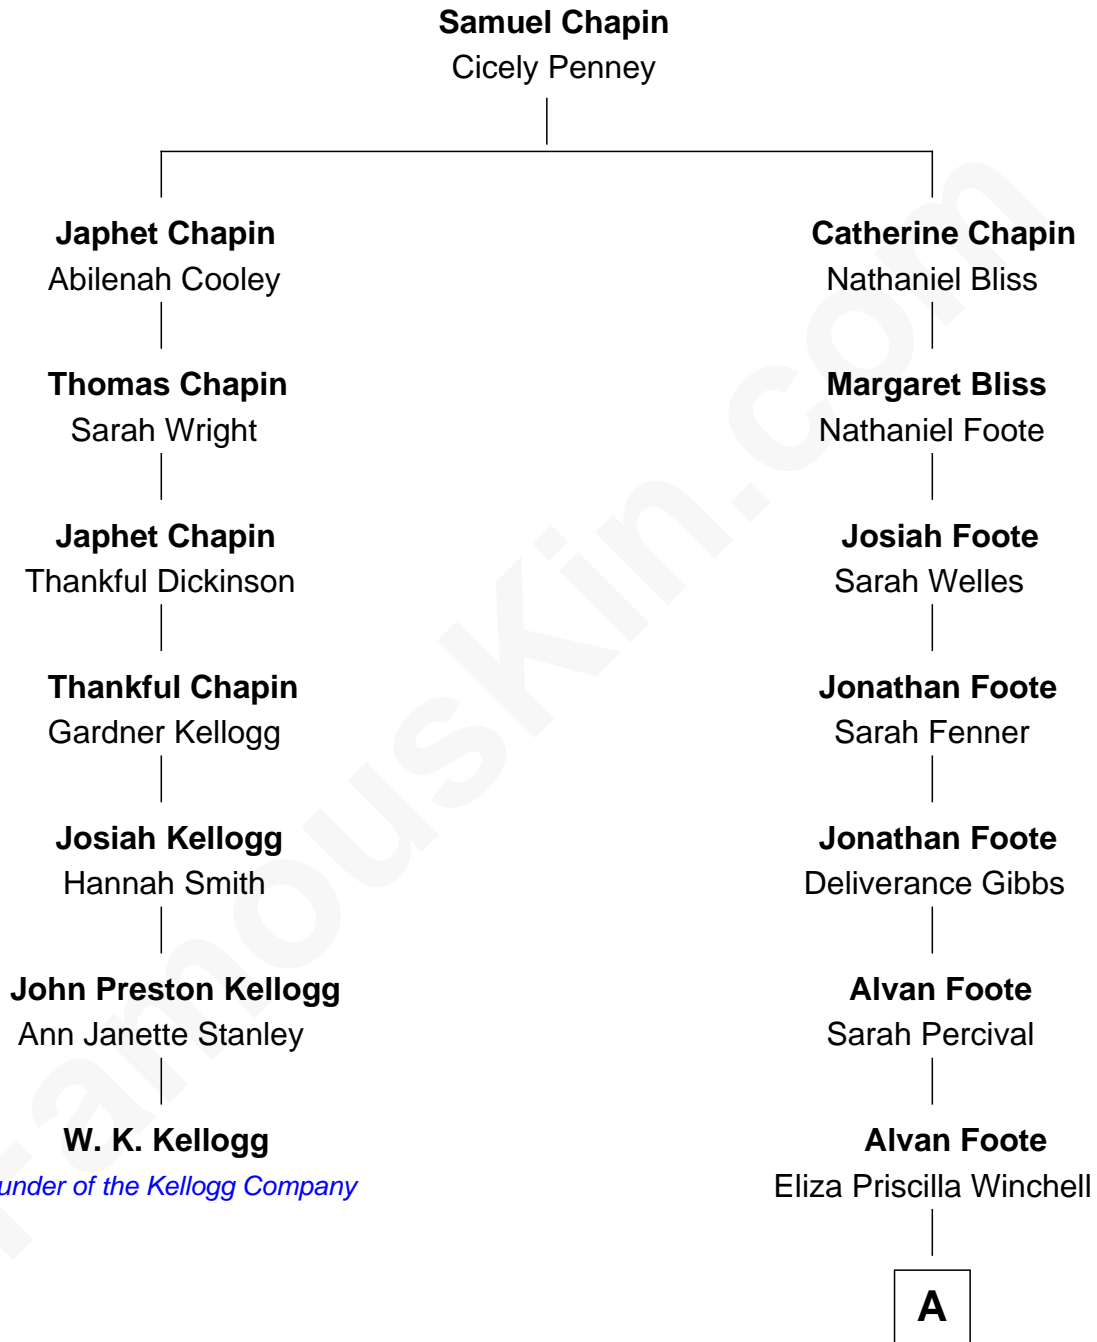 Samuel Chapin
Cicely Penney
Japhet Chapin
Abilenah Cooley
Catherine Chapin
Nathaniel Bliss
Thomas Chapin
Sarah Wright
Margaret Bliss
Nathaniel Foote
Japhet Chapin
Thankful Dickinson
Josiah Foote
Sarah Welles
Thankful Chapin
Gardner Kellogg
Jonathan Foote
Sarah Fenner
Josiah Kellogg
Hannah Smith
Jonathan Foote
Deliverance Gibbs
John Preston Kellogg
Ann Janette Stanley
Alvan Foote
Sarah Percival
W. K. Kellogg
under of the Kellogg Company
Alvan Foote
Eliza Priscilla Winchell
A
FamousKin.com